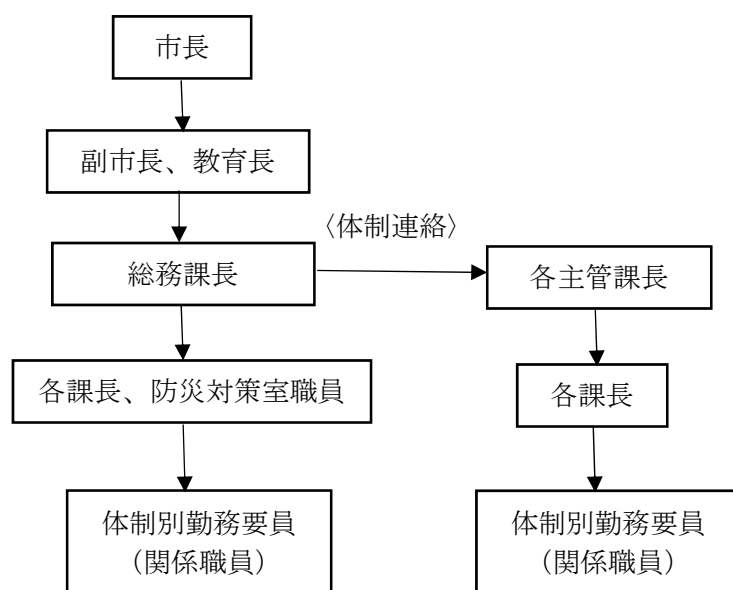 市長
副市長、教育長
〈体制連絡〉
総務課長
各主管課長
各課長、防災対策室職員
各課長
体制別勤務要員
（関係職員）
体制別勤務要員
（関係職員）